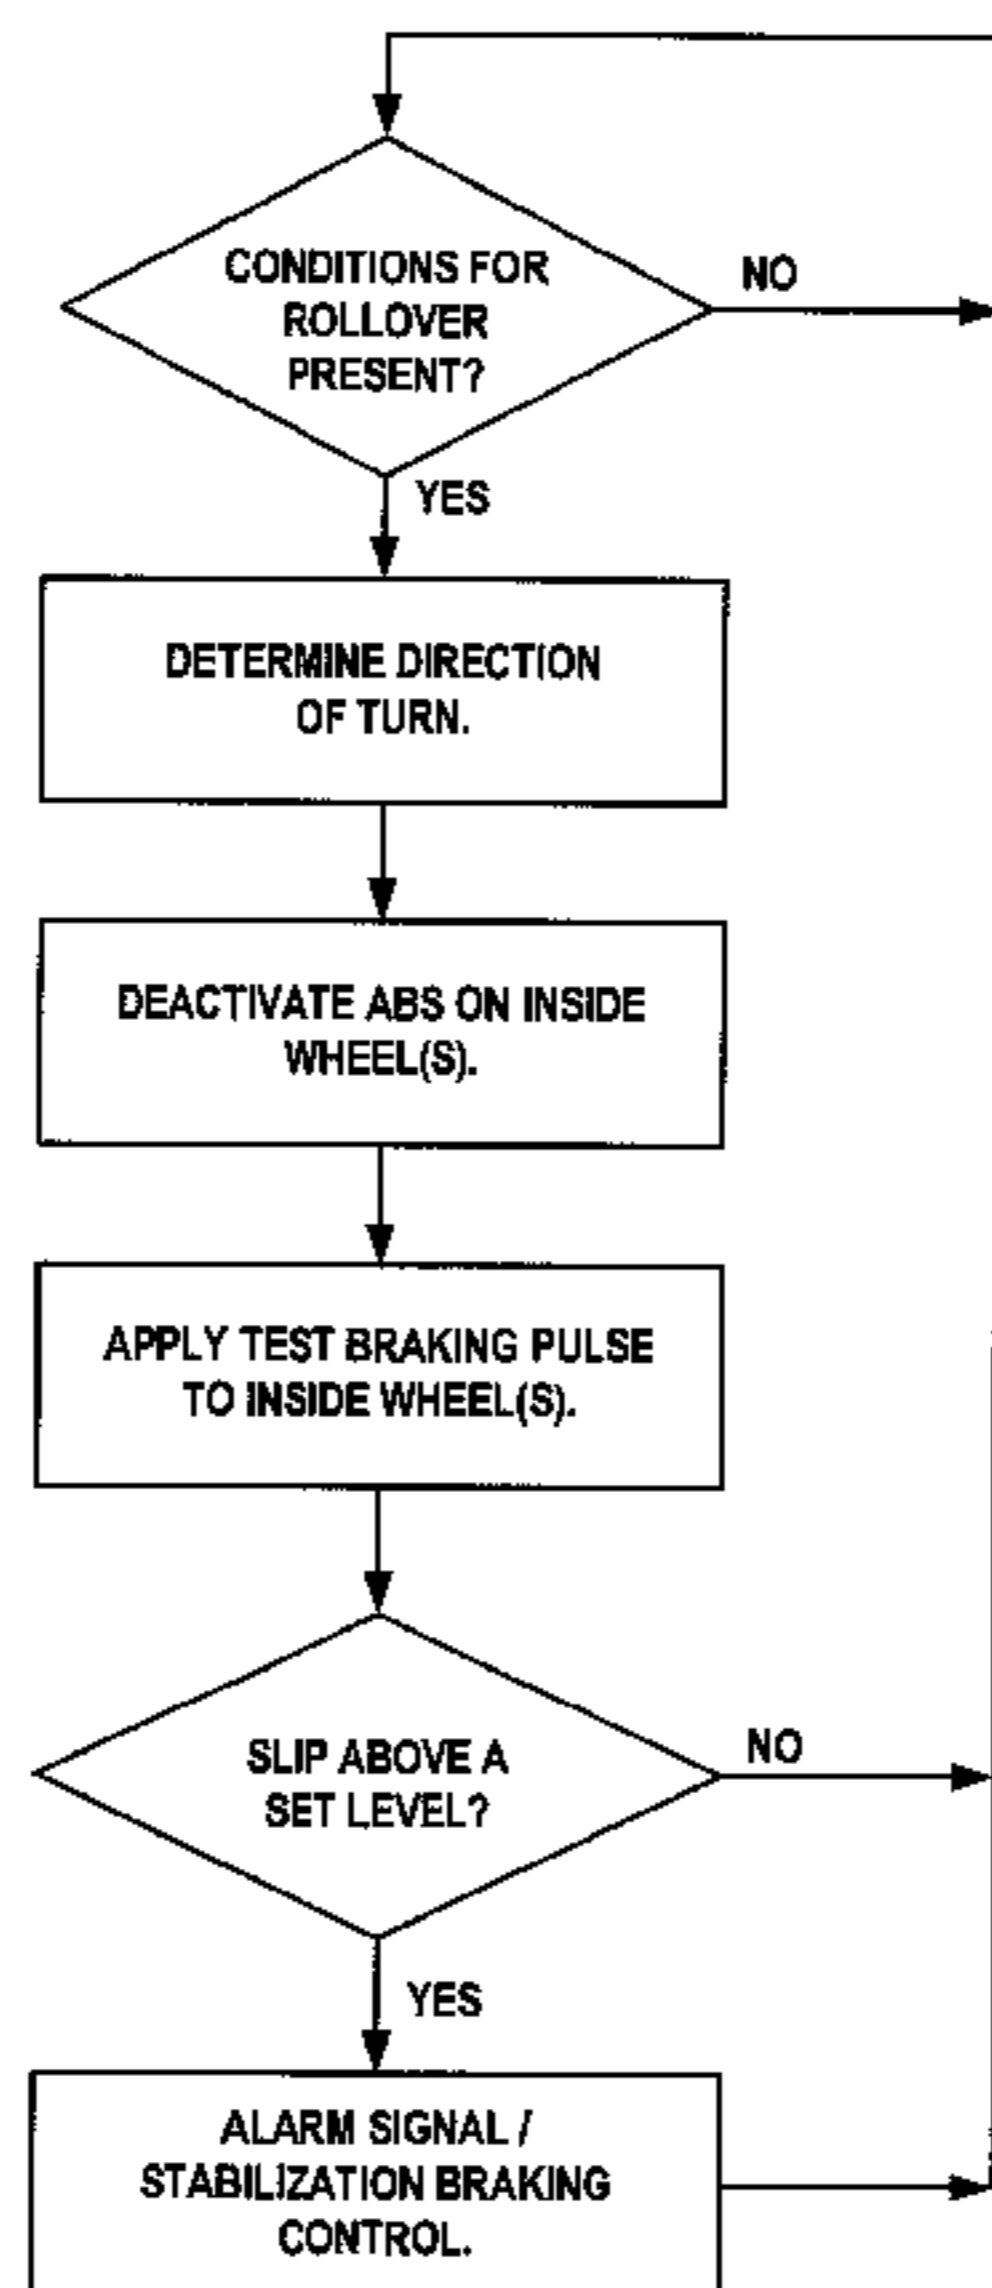 CONDITIONS FOR
ROLLOVER
PRESENT?
NO
YES
DETERMINE DIRECTION
OF TURN.
DEACTIVATE ABS ON INSIDE
WHEEL(S).
APPLY TEST BRAKING PULSE
TO INSIDE WHEEL(S).
SLIP ABOVE A
SET LEVEL?
NO
YES
ALARM SIGNAL /
STABILIZATION BRAKING
CONTROL.